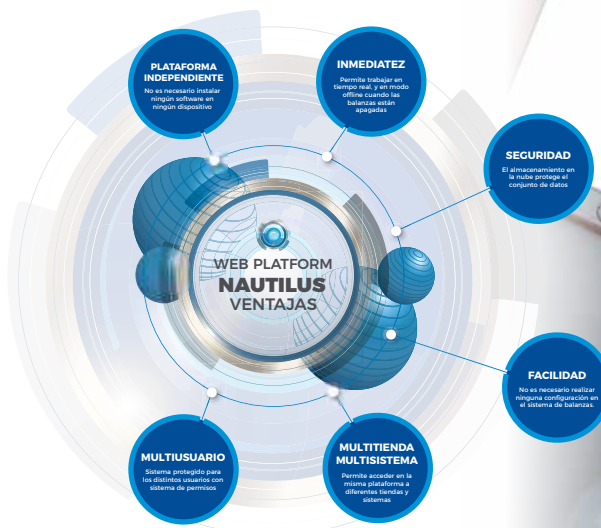 PLATAFORMA
INDEPENDIENTE
No es necesario instalar
ningún software en
ningún dispositivo
INMEDIATEZ
Permite trabajar en
tiempo real, y en modo
offline cuando las
balanzas están
apagadas
SEGURIDAD
El almacenamiento en
la nube protege el
conjunto de datos
WEB PLATFORM
NAUTILUS
VENTAJAS
FACILIDAD
No es necesario realizar
ninguna configuración en
el sistema de balanzas.
MULTIUSUARIO
Sistema protegido para
los distintos usuarios con
sistema de permisos
MULTITIENDA
MULTISISTEMA
Permite acceder en la
misma plataforma a
diferentes tiendas y
sistemas